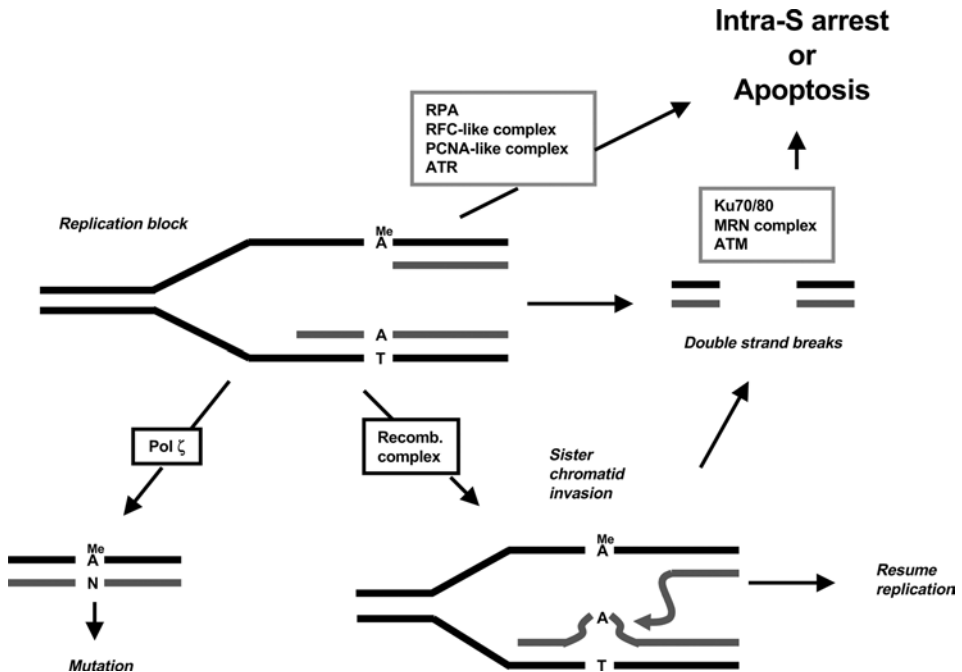 Intra-S arrest
or
Apoptosis
RPA
RFC-like complex
PCNA-like complex
ATR
Ku70/80
MRN complex
ATM
Replication block
Me
A
A
T
Double strand breaks
Pol ζ
Recomb.
complex
Sister
chromatid
invasion
Me
A
N
Mutation
Me
A
A
T
Resume
replication